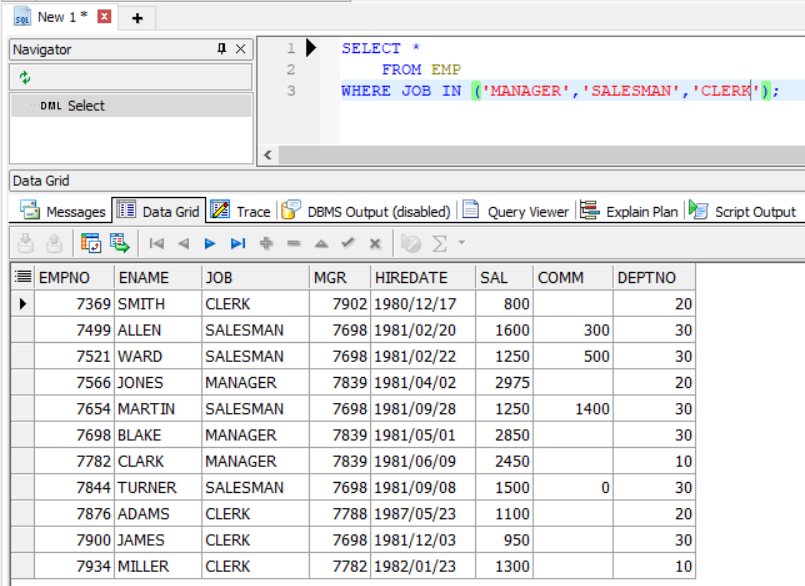 New 1 *
Navigator
DML Select
1 SELECT *
2 FROM EMP
3 WHERE JOB IN ('MANAGER','SALESMAN','CLERK');
Data Grid
Messages Data Grid Trace DBMS Output (disabled) Query Viewer Explain Plan Script Output
EMPNO ENAME JOB MGR HIREDATE SAL COMM DEPTNO
7369 SMITH CLERK 7902 1980/12/17 800 20
7499 ALLEN SALESMAN 7698 1981/02/20 1600 300 30
7521 WARD SALESMAN 7698 1981/02/22 1250 500 30
7566 JONES MANAGER 7839 1981/04/02 2975 20
7654 MARTIN SALESMAN 7698 1981/09/28 1250 1400 30
7698 BLAKE MANAGER 7839 1981/05/01 2850 30
7782 CLARK MANAGER 7839 1981/06/09 2450 10
7844 TURNER SALESMAN 7698 1981/09/08 1500 0 30
7876 ADAMS CLERK 7788 1987/05/23 1100 20
7900 JAMES CLERK 7698 1981/12/03 950 30
7934 MILLER CLERK 7782 1982/01/23 1300 10